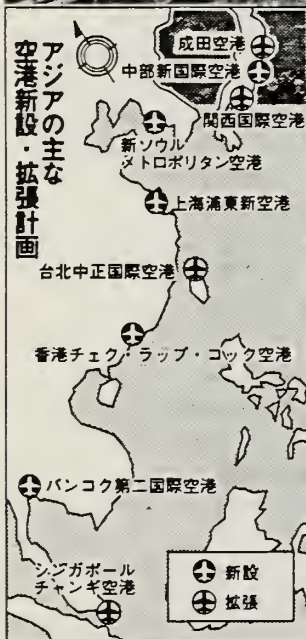 アジアの主な
空港新設・拡張計画
成田空港
中部新国際空港
関西国際空港
新ソウル
メトロポリタン空港
上海浦東新空港
台北中正国際空港
香港チェク・ラップ・コック空港
バンコク第二国際空港
シンガポール
チャンギ空港
新設
拡張